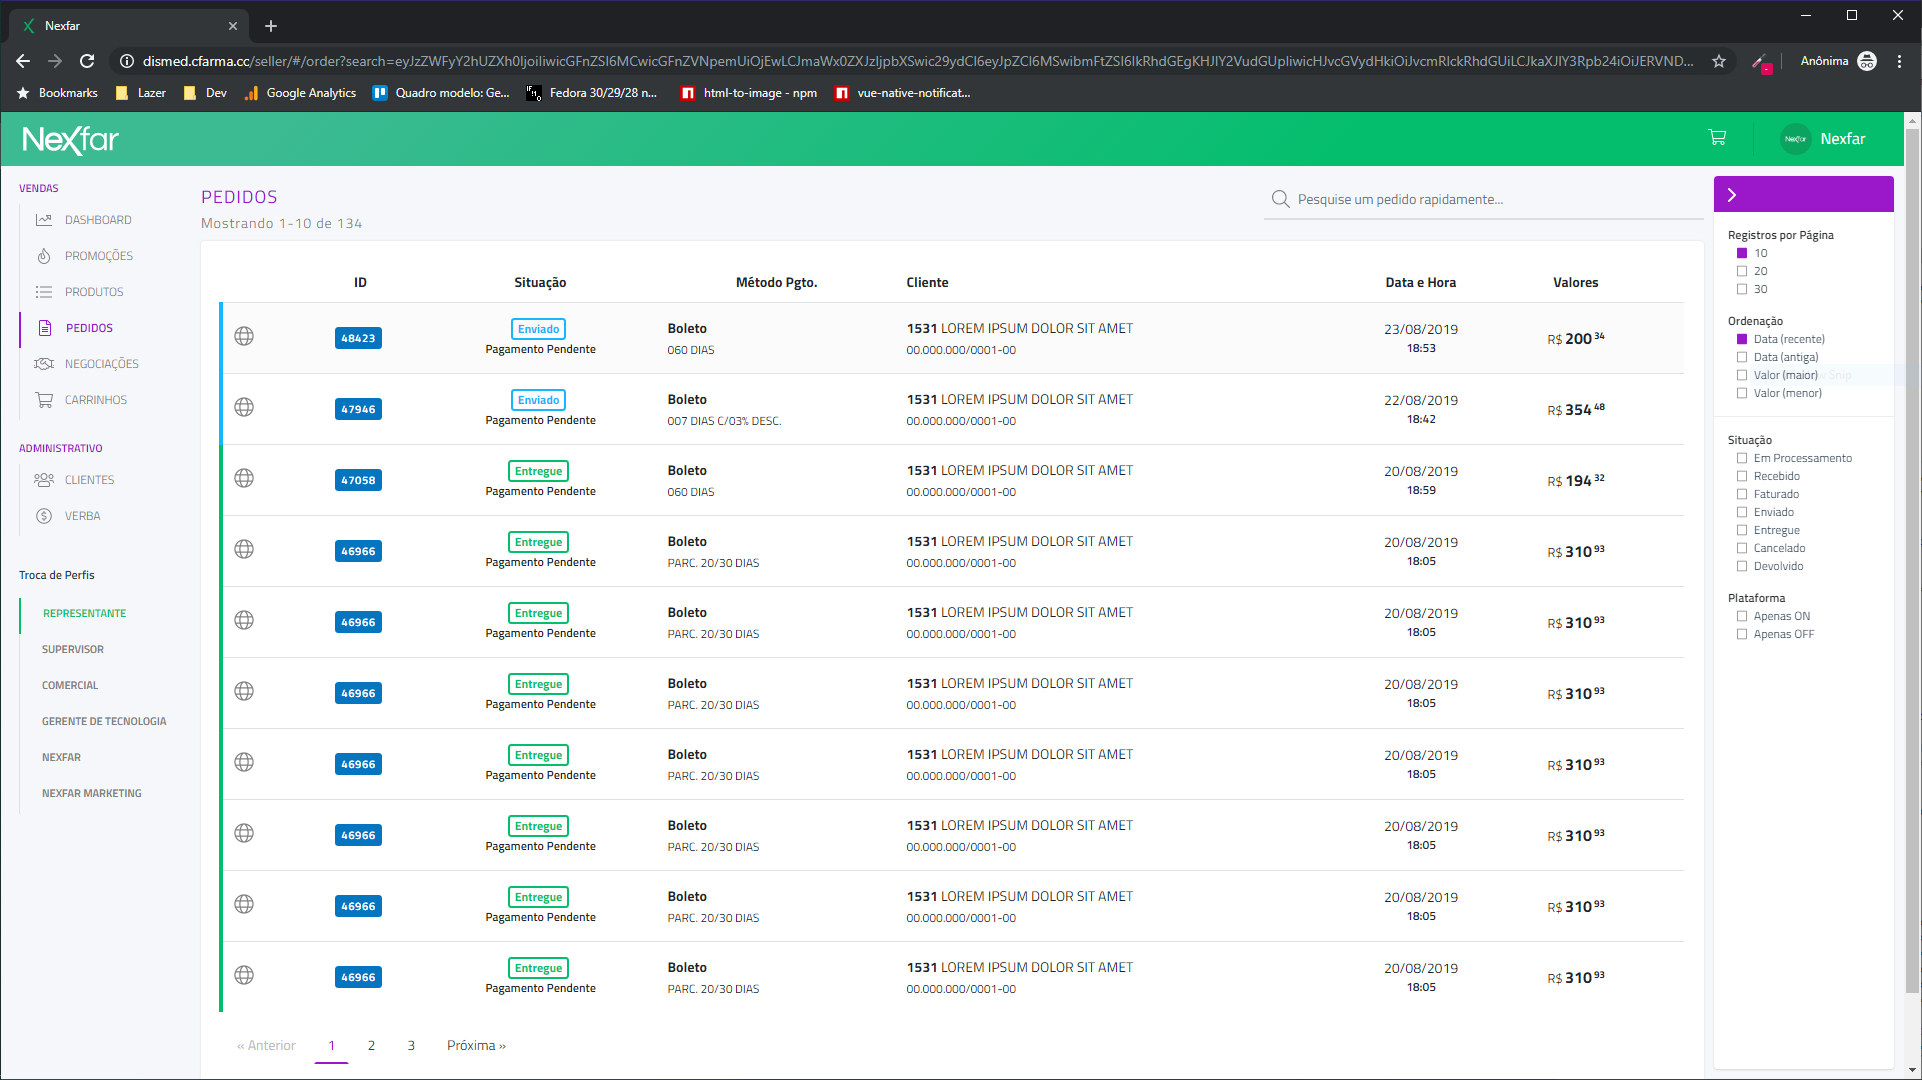 Nexfar
dismed.cfarma.cc/seller/#/order?search=
Anônima
Bookmarks Lazer Dev Google Analytics Quadro modelo: Ge... Fedora 30/29/28 n... html-to-image - npm vue-native-notificat...
Nexfar
Nexfar Nexfar
VENDAS
DASHBOARD
PROMOÇÕES
PRODUTOS
PEDIDOS
NEGOCIAÇÕES
CARRINHOS
ADMINISTRATIVO
CLIENTES
VERBA
Troca de Perfis
REPRESENTANTE
SUPERVISOR
COMERCIAL
GERENTE DE TECNOLOGIA
NEXFAR
NEXFAR MARKETING
PEDIDOS
Mostrando 1-10 de 134
Pesquise um pedido rapidamente...
ID Situação Método Pgto. Cliente Data e Hora Valores
48423 Enviado Boleto 1531 LOREM IPSUM DOLOR SIT AMET 23/08/2019 R$ 200 34
Pagamento Pendente 060 DIAS 00.000.000/0001-00 18:53
47946 Enviado Boleto 1531 LOREM IPSUM DOLOR SIT AMET 22/08/2019 R$ 354 48
Pagamento Pendente 007 DIAS C/03% DESC. 00.000.000/0001-00 18:42
47058 Entregue Boleto 1531 LOREM IPSUM DOLOR SIT AMET 20/08/2019 R$ 194 32
Pagamento Pendente 060 DIAS 00.000.000/0001-00 18:59
46966 Entregue Boleto 1531 LOREM IPSUM DOLOR SIT AMET 20/08/2019 R$ 310 93
Pagamento Pendente PARC. 20/30 DIAS 00.000.000/0001-00 18:05
46966 Entregue Boleto 1531 LOREM IPSUM DOLOR SIT AMET 20/08/2019 R$ 310 93
Pagamento Pendente PARC. 20/30 DIAS 00.000.000/0001-00 18:05
46966 Entregue Boleto 1531 LOREM IPSUM DOLOR SIT AMET 20/08/2019 R$ 310 93
Pagamento Pendente PARC. 20/30 DIAS 00.000.000/0001-00 18:05
46966 Entregue Boleto 1531 LOREM IPSUM DOLOR SIT AMET 20/08/2019 R$ 310 93
Pagamento Pendente PARC. 20/30 DIAS 00.000.000/0001-00 18:05
46966 Entregue Boleto 1531 LOREM IPSUM DOLOR SIT AMET 20/08/2019 R$ 310 93
Pagamento Pendente PARC. 20/30 DIAS 00.000.000/0001-00 18:05
46966 Entregue Boleto 1531 LOREM IPSUM DOLOR SIT AMET 20/08/2019 R$ 310 93
Pagamento Pendente PARC. 20/30 DIAS 00.000.000/0001-00 18:05
46966 Entregue Boleto 1531 LOREM IPSUM DOLOR SIT AMET 20/08/2019 R$ 310 93
Pagamento Pendente PARC. 20/30 DIAS 00.000.000/0001-00 18:05
« Anterior 1 2 3 Próxima »
Registros por Página
10
20
30
Ordenação
Data (recente)
Data (antiga)
Valor (maior)
Valor (menor)
Situação
Em Processamento
Recebido
Faturado
Enviado
Entregue
Cancelado
Devolvido
Plataforma
Apenas ON
Apenas OFF